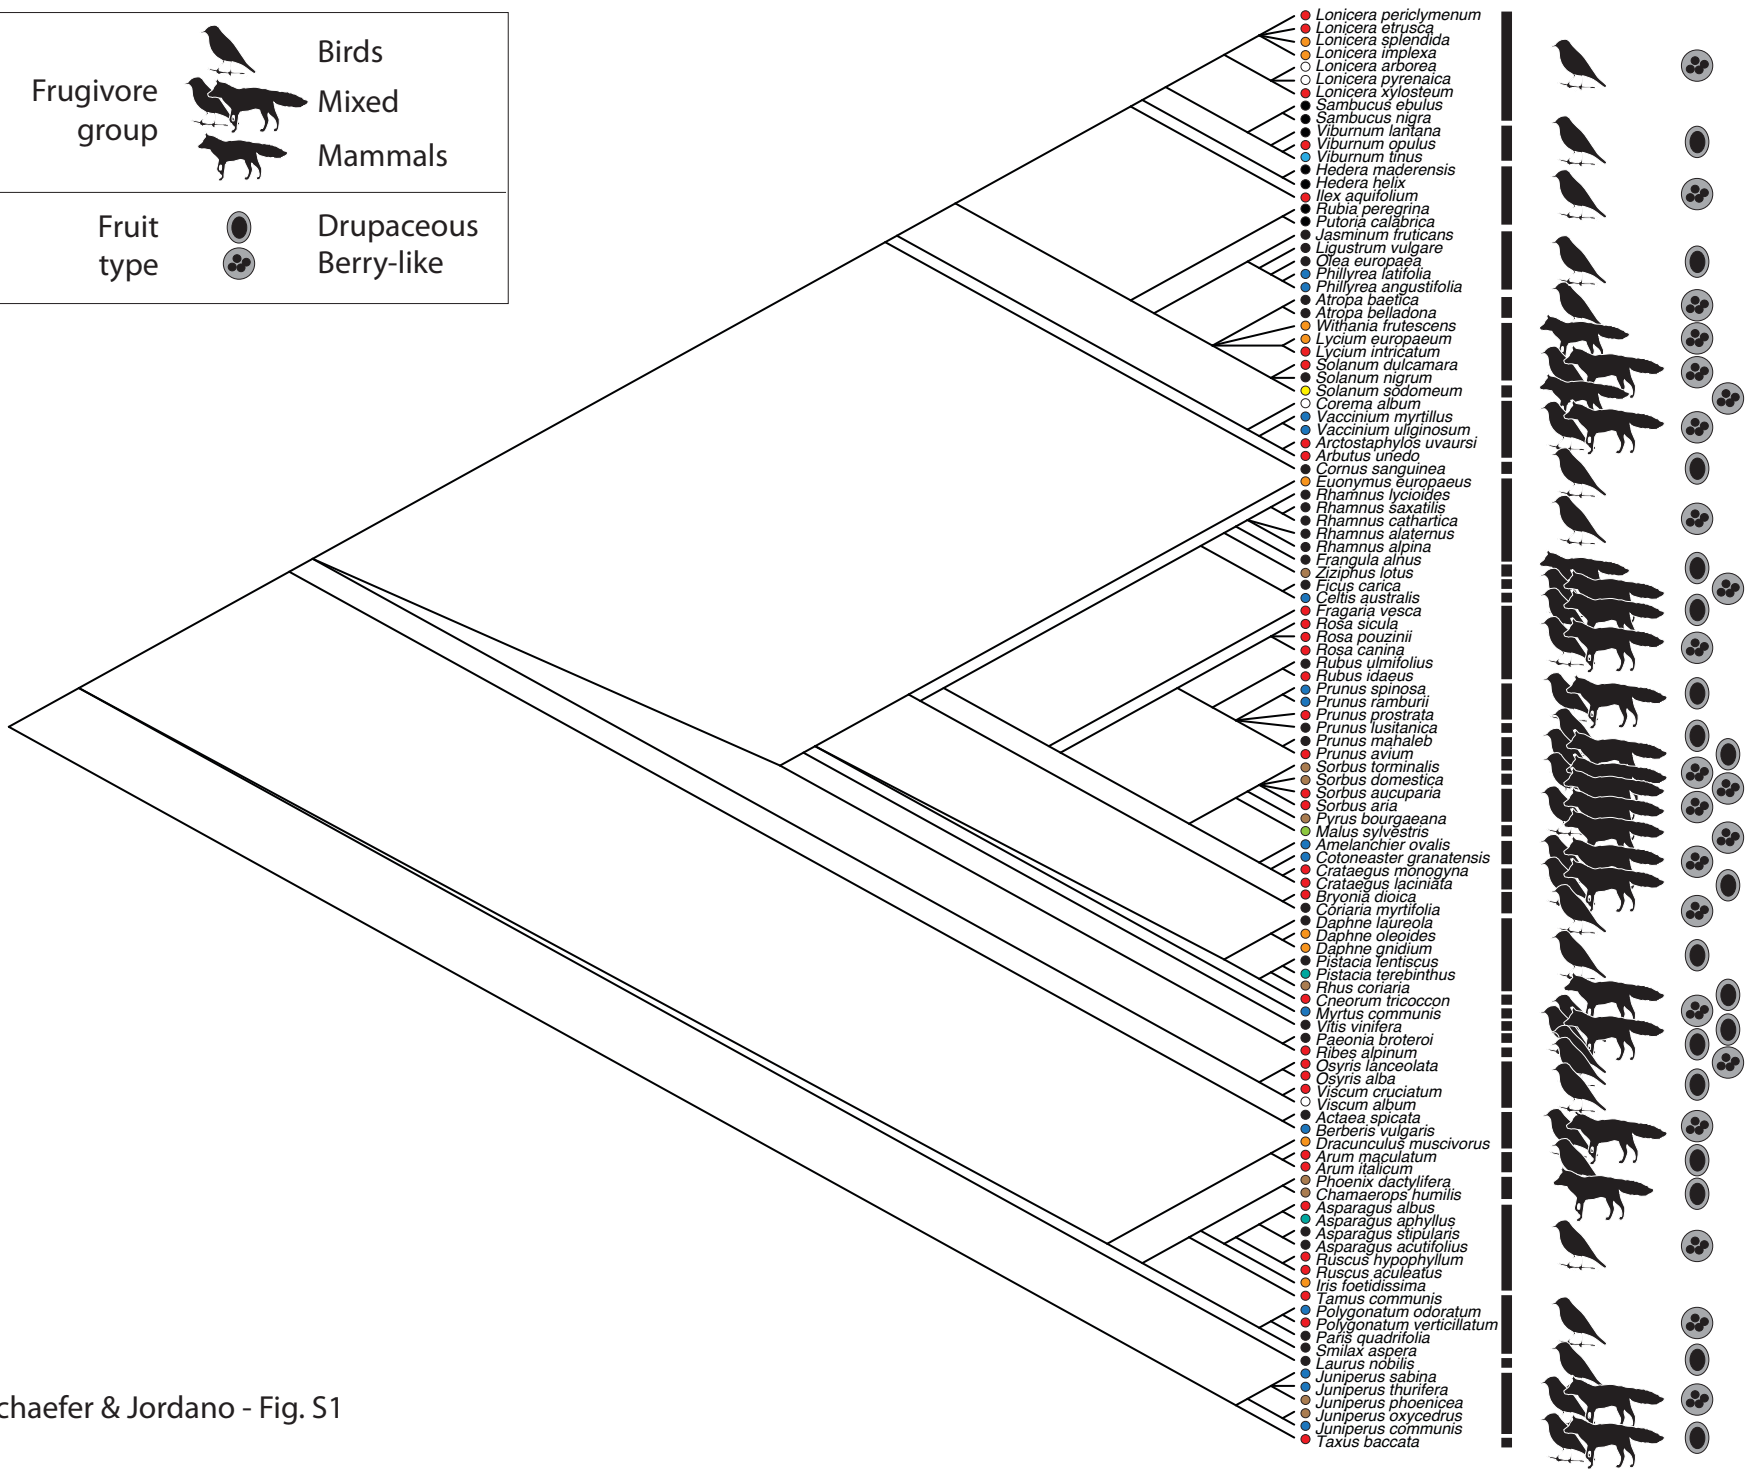 Frugivore
group
Birds
Mixed
Mammals
Fruit
type
Drupaceous
Berry-like
Lonicera periclymenum
Lonicera etrusca
Lonicera splendida
Lonicera implexa
Lonicera arborea
Lonicera pyrenaica
Lonicera xylosteum
Sambucus ebulus
Sambucus nigra
Viburnum lantana
Viburnum opulus
Viburnum tinus
Hedera maderensis
Hedera helix
Ilex aquifolium
Rubia peregrina
Putoria calabrica
Jasminum fruticans
Ligustrum vulgare
Olea europaea
Phillyrea latifolia
Phillyrea angustifolia
Atropa baetica
Atropa belladona
Withania frutescens
Lycium europaeum
Lycium intricatum
Solanum dulcamara
Solanum nigrum
Solanum sodomeum
Corema album
Vaccinium myrtillus
Vaccinium uliginosum
Arctostaphylos uvaursi
Arbutus unedo
Cornus sanguinea
Euonymus europaeus
Rhamnus lycioides
Rhamnus saxatilis
Rhamnus cathartica
Rhamnus alaternus
Rhamnus alpina
Frangula alnus
Ziziphus lotus
Ficus carica
Celtis australis
Fragaria vesca
Rosa sicula
Rosa pouzinii
Rosa canina
Rubus ulmifolius
Rubus idaeus
Prunus spinosa
Prunus ramburii
Prunus prostrata
Prunus lusitanica
Prunus mahaleb
Prunus avium
Sorbus torminalis
Sorbus domestica
Sorbus aucuparia
Sorbus aria
Pyrus bourgaeana
Malus sylvestris
Amelanchier ovalis
Cotoneaster granatensis
Crataegus monogyna
Crataegus laciniata
Bryonia dioica
Coriaria myrtifolia
Daphne laureola
Daphne oleoides
Daphne gnidium
Pistacia lentiscus
Pistacia terebinthus
Rhus coriaria
Cneorum tricoccon
Myrtus communis
Vitis vinifera
Paeonia broteroi
Ribes alpinum
Osyris lanceolata
Osyris alba
Viscum cruciatum
Viscum album
Actaea spicata
Berberis vulgaris
Dracunculus muscivorus
Arum maculatum
Arum italicum
Phoenix dactylifera
Chamaerops humilis
Asparagus albus
Asparagus aphyllus
Asparagus stipularis
Asparagus acutifolius
Ruscus hypophyllum
Ruscus aculeatus
Iris foetidissima
Tamus communis
Polygonatum odoratum
Polygonatum verticillatum
Paris quadrifolia
Smilax aspera
Laurus nobilis
Juniperus sabina
Juniperus thurifera
Juniperus phoenicea
Juniperus oxycedrus
Juniperus communis
Taxus baccata
chaefer & Jordano - Fig. S1